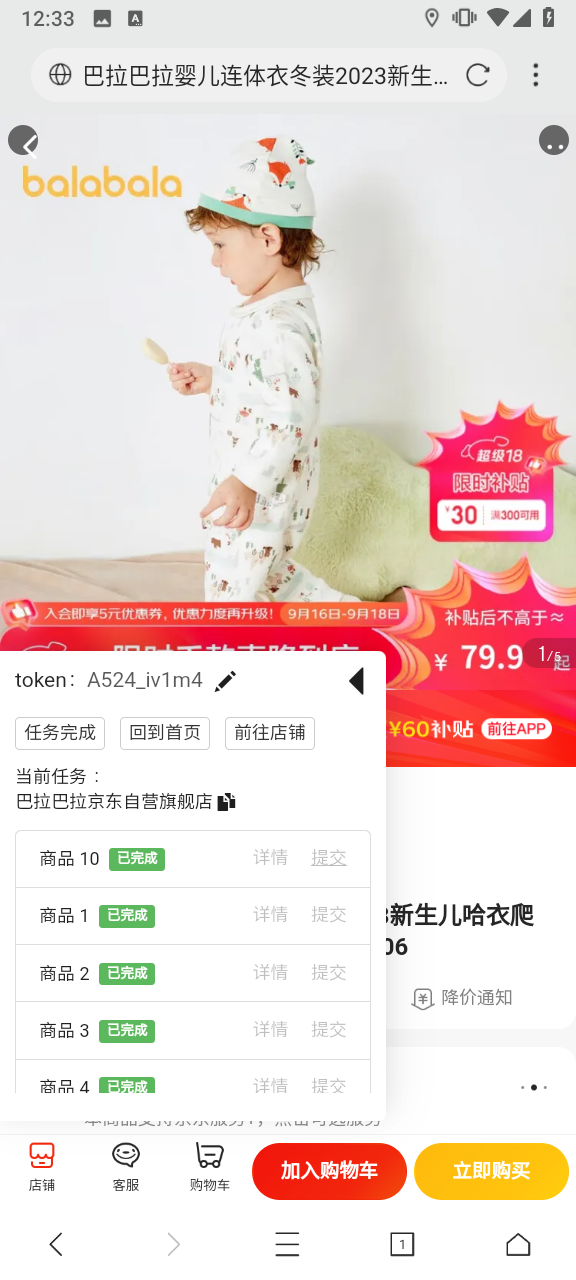 12:33
巴拉巴拉婴儿连体衣冬装2023新生...
balabala
超级18
限时补贴
¥30 满300可用
入会即享5元优惠券，优惠力度再升级！ 9月16日-9月18日
补贴后不高于≈
¥ 79.9 起
1/5
token： A524_iv1m4
任务完成 回到首页 前往店铺
¥60补贴 前往APP
当前任务：
巴拉巴拉京东自营旗舰店
商品 10 已完成 详情 提交
商品 1 已完成 详情 提交
新生儿哈衣爬
06
商品 2 已完成 详情 提交
降价通知
商品 3 已完成 详情 提交
商品 4 已完成 详情 提交
店铺 客服 购物车 加入购物车 立即购买
1